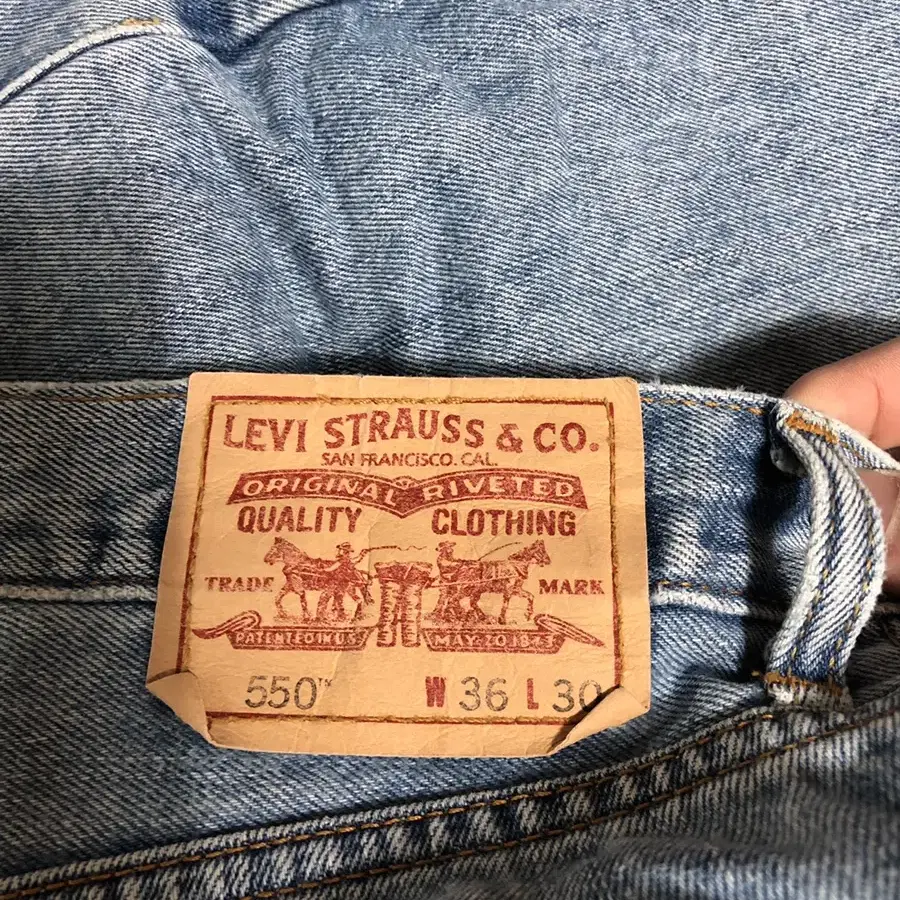 LEVI STRAUSS & CO.
SAN FRANCISCO. CAL.
ORIGINAL RIVETED
QUALITY CLOTHING
TRADE MARK
PATENTED IN U.S. MAY 20 1873
550™ W 36 L 30